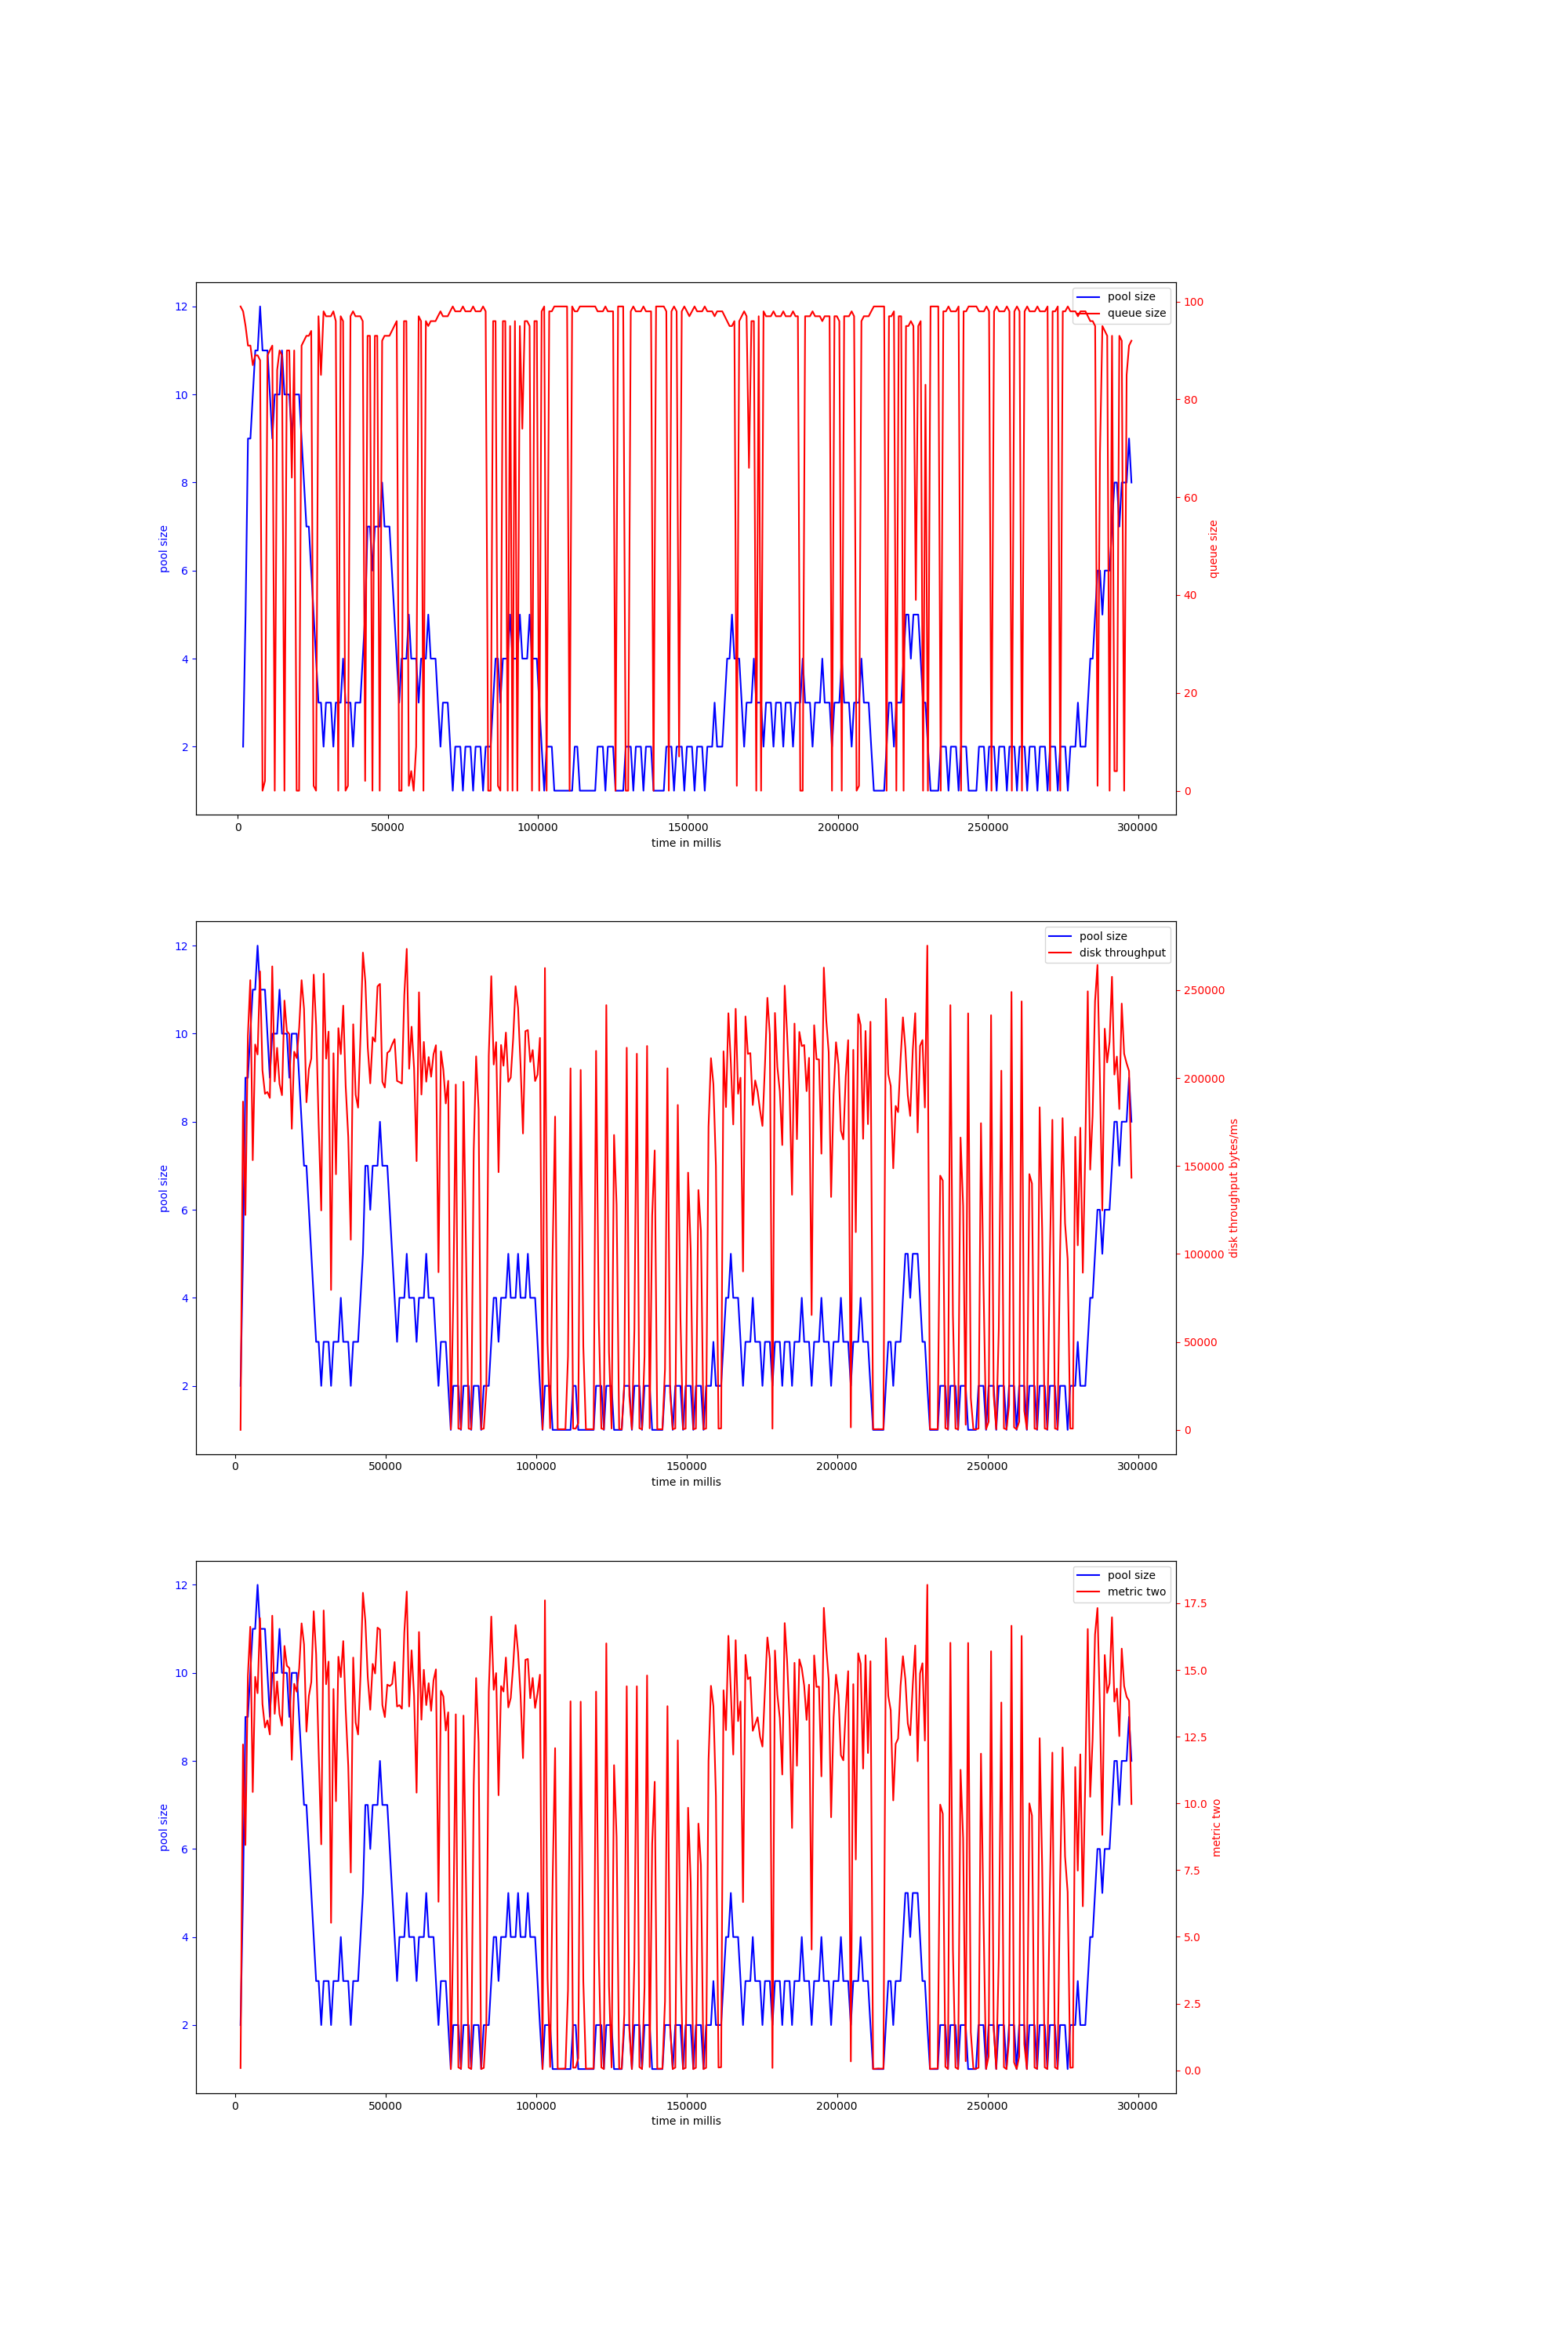 pool size
queue size
12
10
8
6
4
2
pool size
100
80
60
40
20
0
queue size
0 50000 100000 150000 200000 250000 300000
time in millis
pool size
disk throughput
12
10
8
6
4
2
pool size
250000
200000
150000
100000
50000
0
disk throughput bytes/ms
0 50000 100000 150000 200000 250000 300000
time in millis
pool size
metric two
12
10
8
6
4
2
pool size
17.5
15.0
12.5
10.0
7.5
5.0
2.5
0.0
metric two
0 50000 100000 150000 200000 250000 300000
time in millis